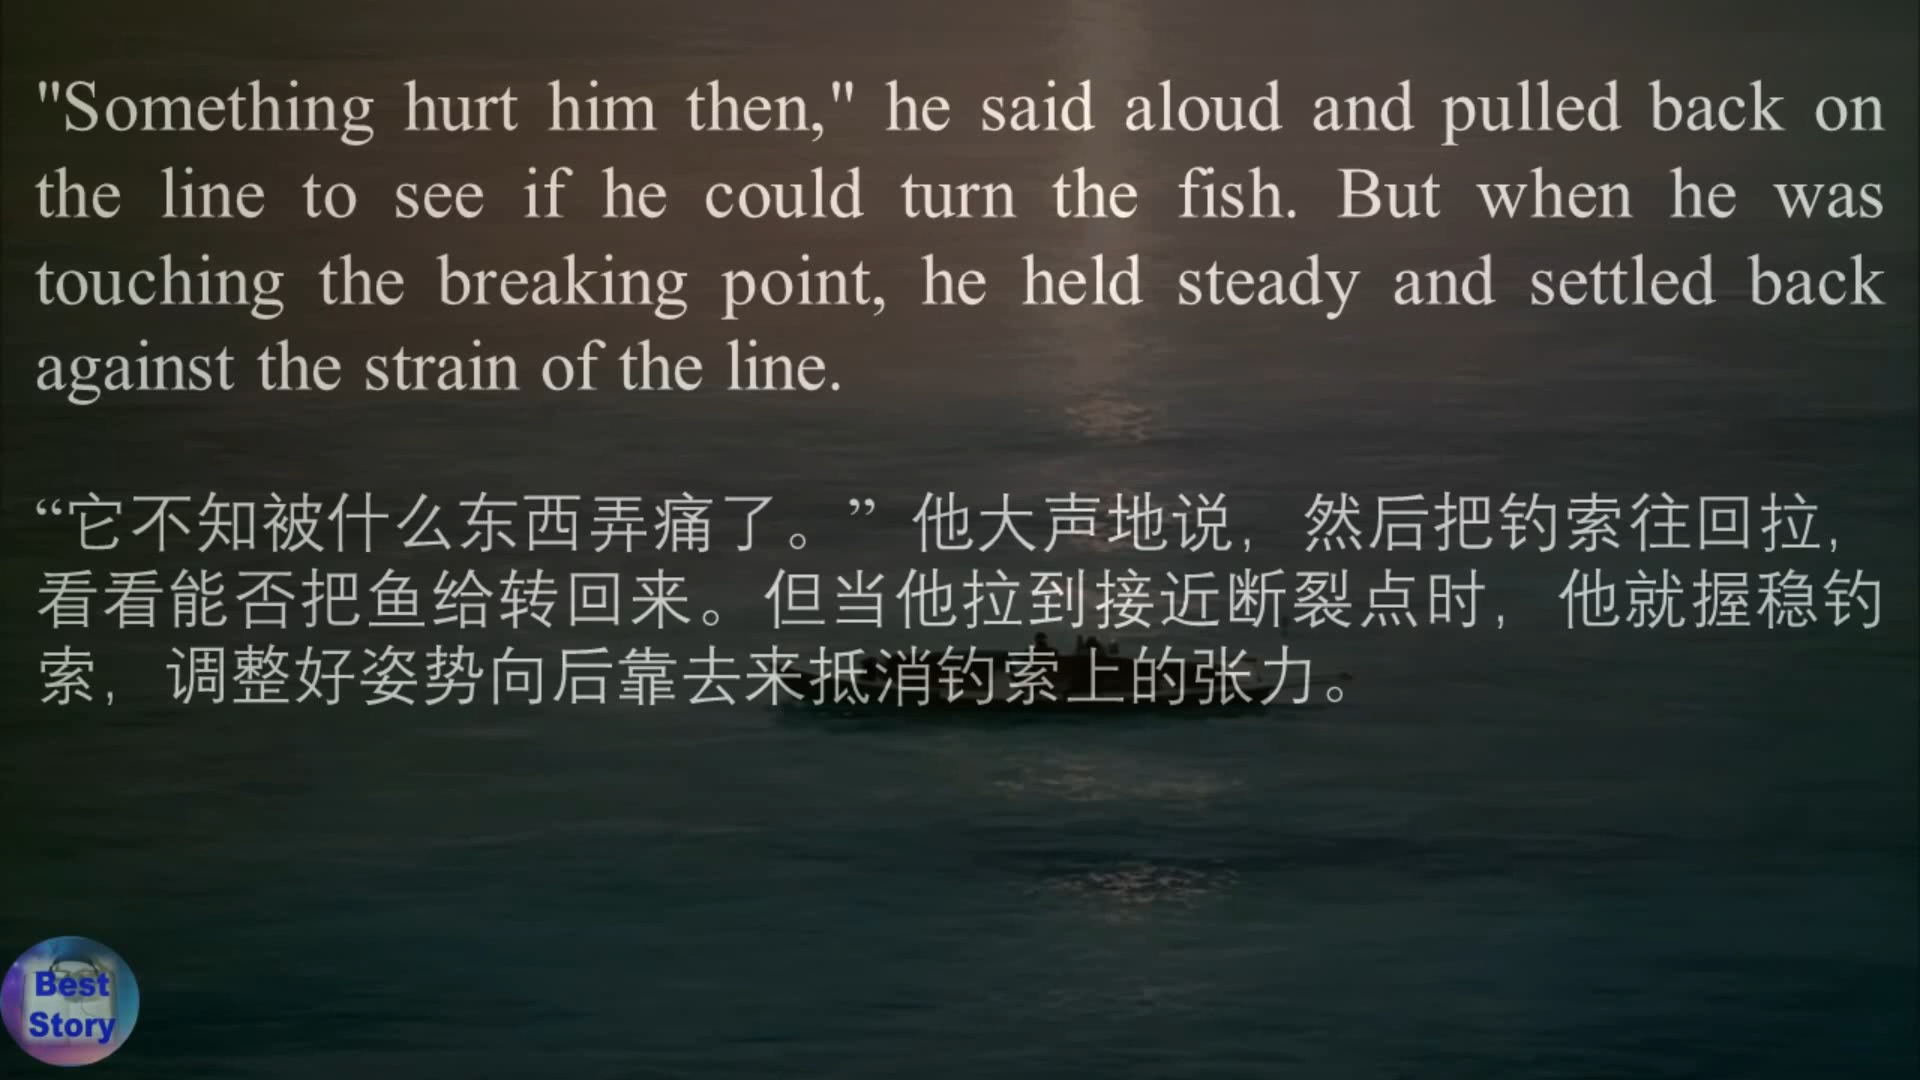 "Something hurt him then," he said aloud and pulled back on
the line to see if he could turn the fish. But when he was
touching the breaking point, he held steady and settled back
against the strain of the line.
“它不知被什么东西弄痛了。” 他大声地说，然后把钓索往回拉，
看看能否把鱼给转回来。但当他拉到接近断裂点时，他就握稳钓
索，调整好姿势向后靠去来抵消钓索上的张力。
Best
Story